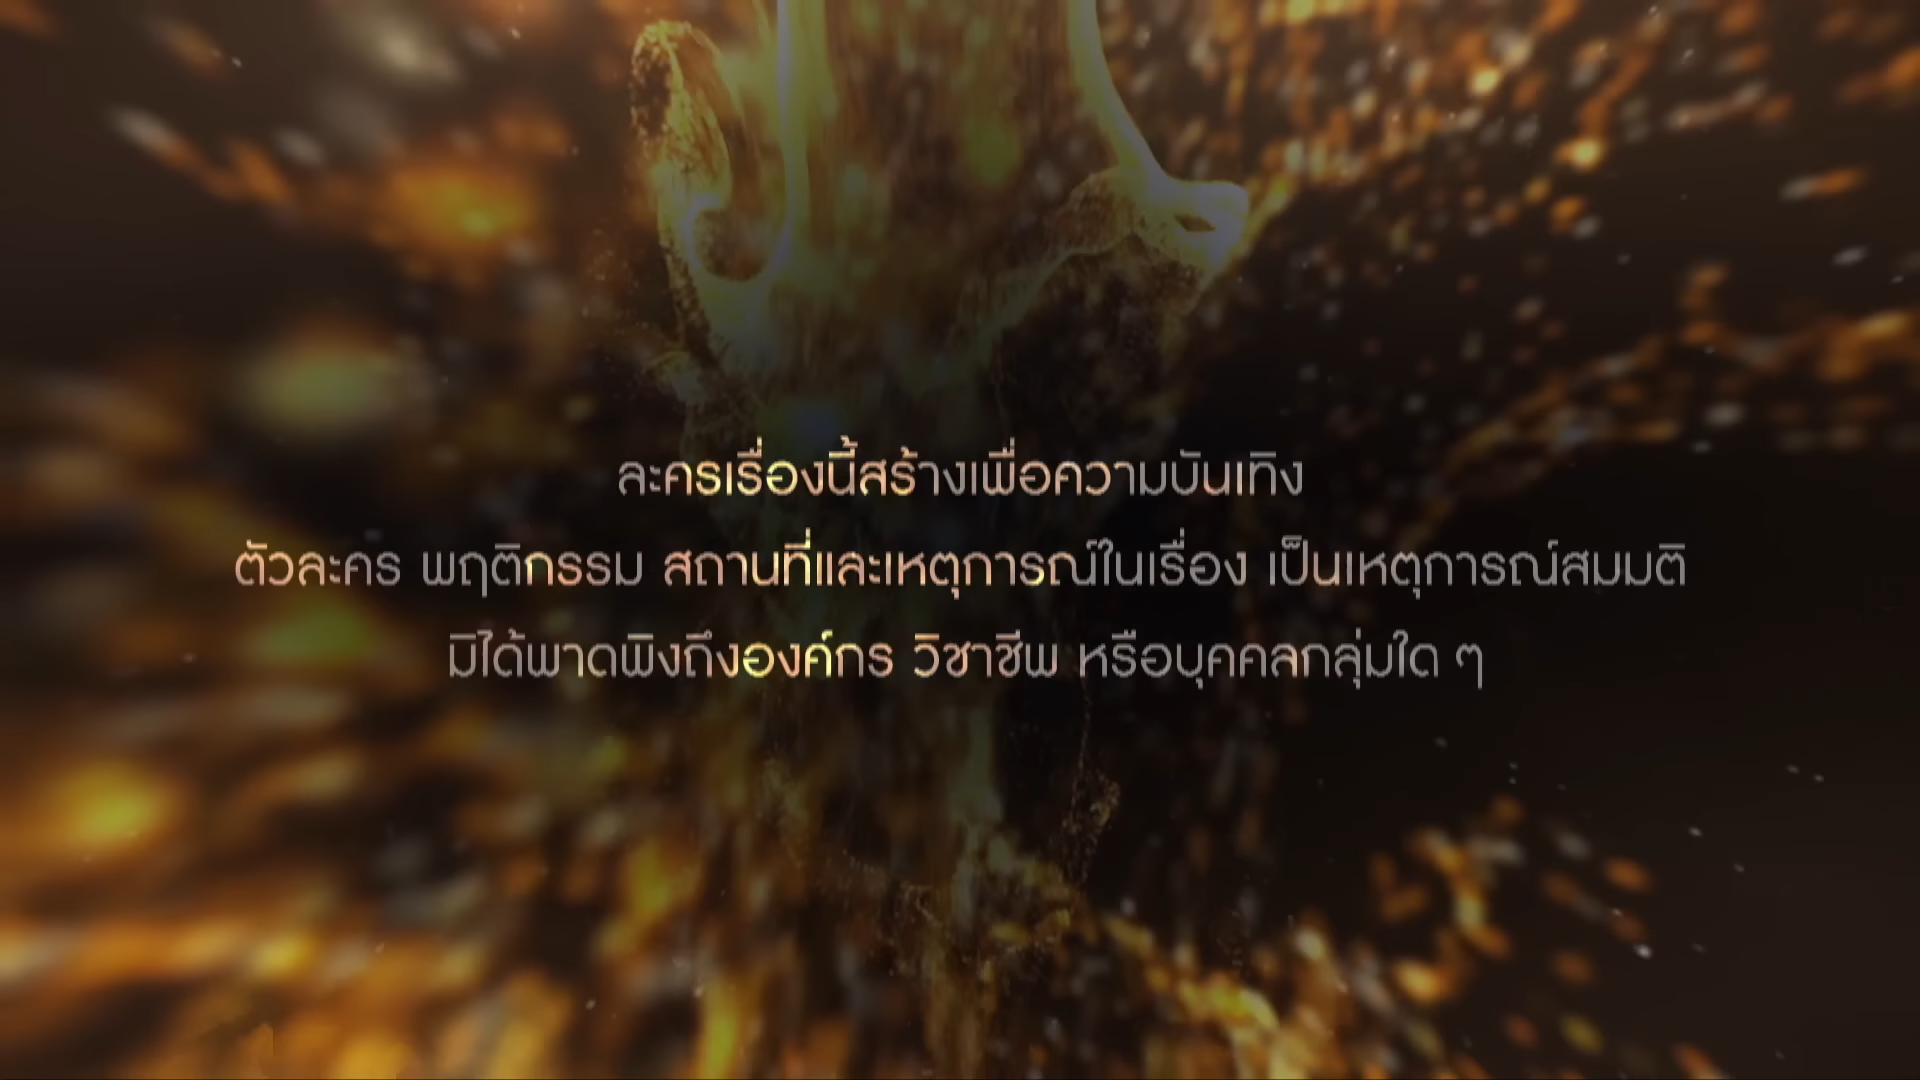 ละครเรื่องนี้สร้างเพื่อความบันเทิง
ตัวละคร พฤติกรรม สถานที่และเหตุการณ์ในเรื่อง เป็นเหตุการณ์สมมติ
มิได้พาดพิงถึงองค์กร วิชาชีพ หรือบุคคลกลุ่มใด ๆ